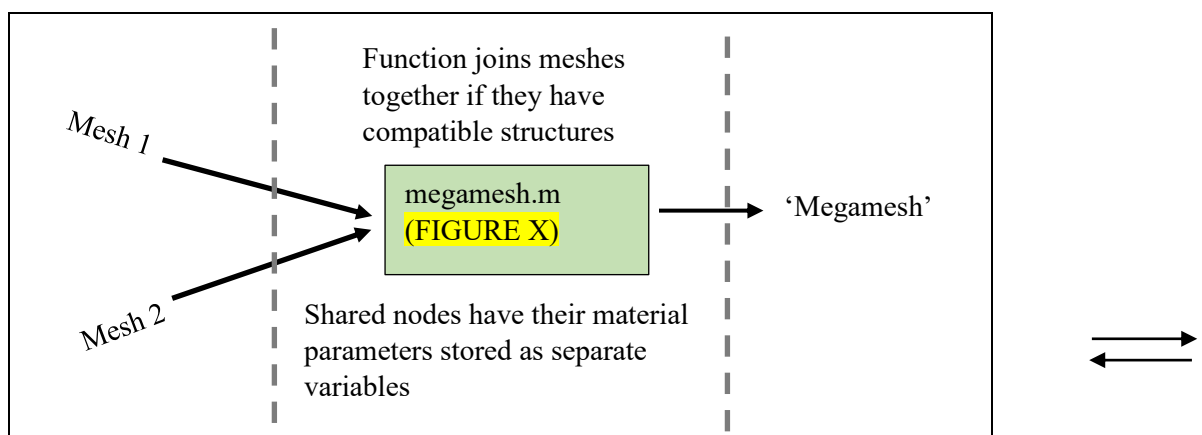 Function joins meshes
together if they have
compatible structures
Mesh 1
megamesh.m
(FIGURE X)
‘Megamesh’
Mesh 2
Shared nodes have their material
parameters stored as separate
variables